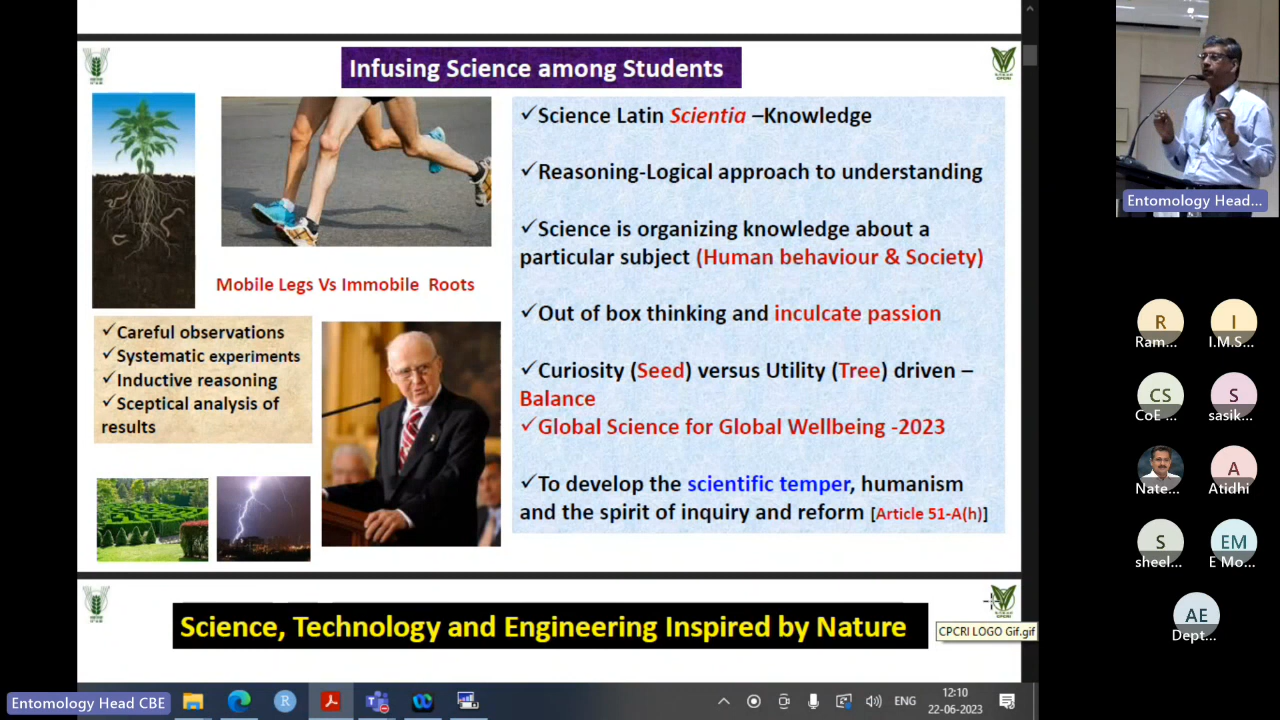 Infusing Science among Students
Mobile Legs Vs Immobile Roots
✓Careful observations
✓Systematic experiments
✓Inductive reasoning
✓Sceptical analysis of
results
✓Science Latin Scientia –Knowledge
✓Reasoning-Logical approach to understanding
✓Science is organizing knowledge about a
particular subject (Human behaviour & Society)
✓Out of box thinking and inculcate passion
✓Curiosity (Seed) versus Utility (Tree) driven –
Balance
✓Global Science for Global Wellbeing -2023
✓To develop the scientific temper, humanism
and the spirit of inquiry and reform [Article 51-A(h)]
Science, Technology and Engineering Inspired by Nature
CPCRI LOGO Gif.gif
Entomology Head CBE
R
ENG
12:10
22-06-2023
Entomology Head...
R
Ram...
I
I.M.S...
CS
CoE ...
S
sasik...
Nate...
A
Atidhi
S
sheel...
EM
E Mo...
AE
Dept...